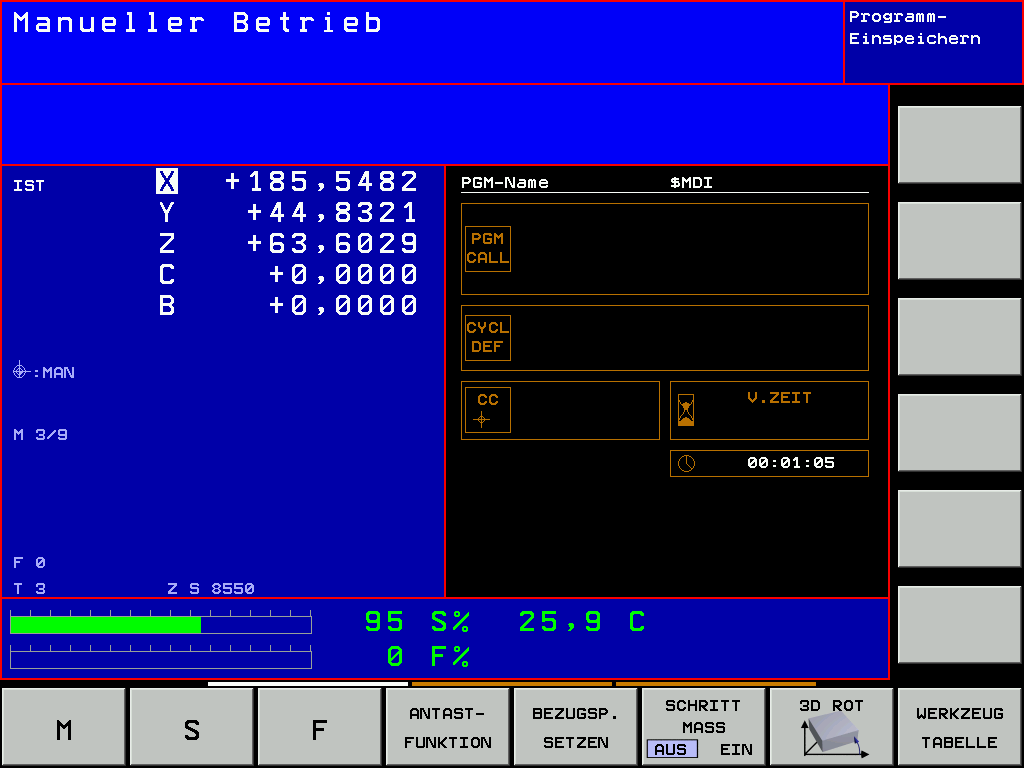 Manueller Betrieb
Programm-
Einspeichern
IST
X +185,5482
Y +44,8321
Z +63,6029
C +0,0000
B +0,0000
:MAN
M 3/9
F 0
T 3 Z S 8550
PGM-Name $MDI
PGM
CALL
CYCL
DEF
CC
V.ZEIT
00:01:05
95 S% 25,9 C
0 F%
M
S
F
ANTAST-
FUNKTION
BEZUGSP.
SETZEN
SCHRITT
MASS
AUS EIN
3D ROT
WERKZEUG
TABELLE